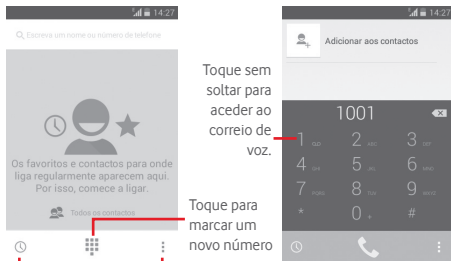 14:27
Escreva um nome ou número de telefone
Os favoritos e contactos para onde
liga regularmente aparecem aqui.
Por isso, comece a ligar.
Todos os contactos
Toque sem
soltar para
aceder ao
correio de
voz.
Toque para
marcar um
novo número
14:27
Adicionar aos contactos
1001
1
2 ABC
3 DEF
4 GHI
5 JKL
6 MNO
7 PQRS
8 TUV
9 WXYZ
* 0 + #